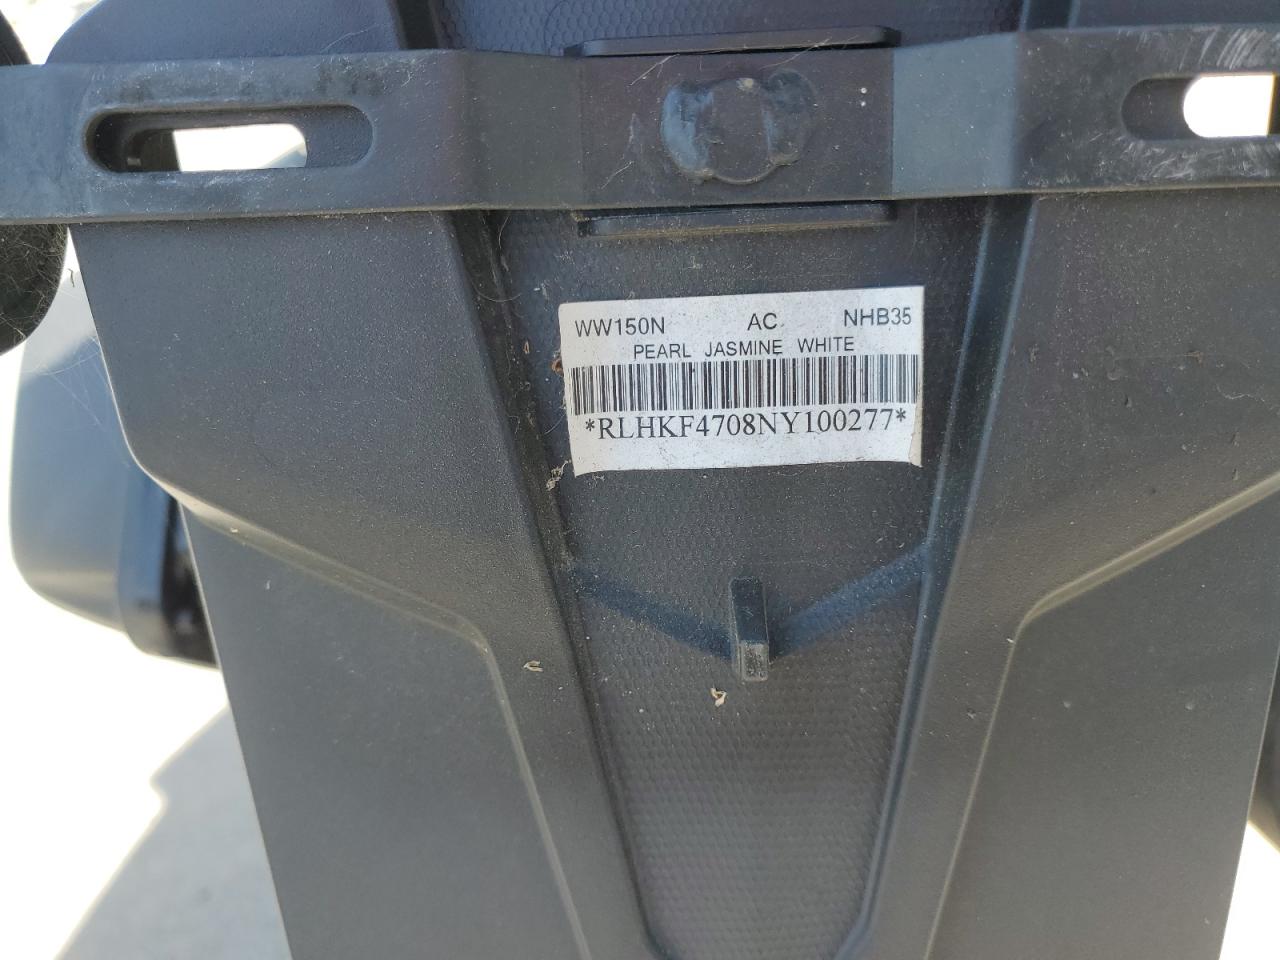 WW150N AC NHB35
PEARL JASMINE WHITE
*RLHKF4708NY100277*